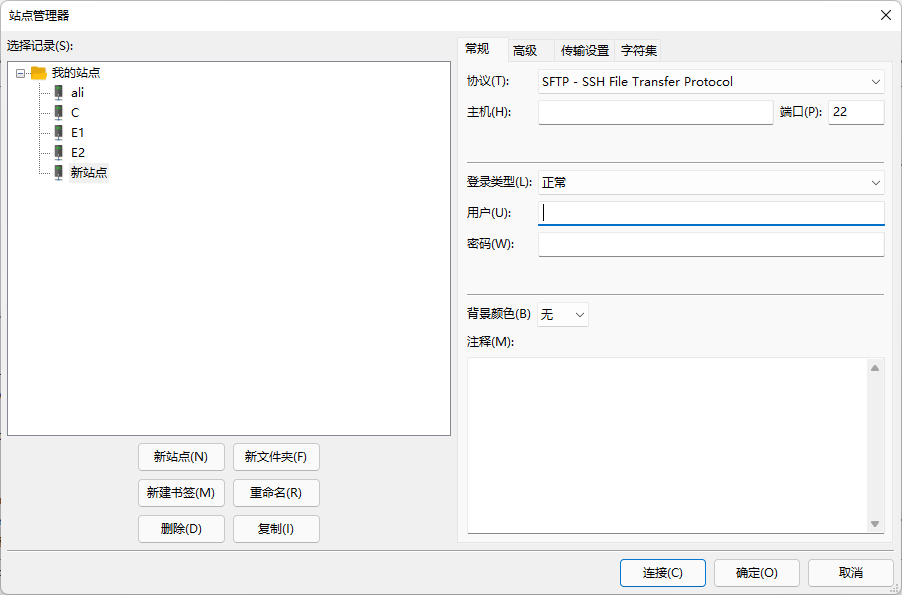 站点管理器
选择记录(S):
我的站点
ali
C
E1
E2
新站点
新站点(N)
新文件夹(F)
新建书签(M)
重命名(R)
删除(D)
复制(I)
常规
高级
传输设置
字符集
协议(T):
SFTP - SSH File Transfer Protocol
主机(H):
端口(P):
22
登录类型(L):
正常
用户(U):
密码(W):
背景颜色(B)
无
注释(M):
连接(C)
确定(O)
取消